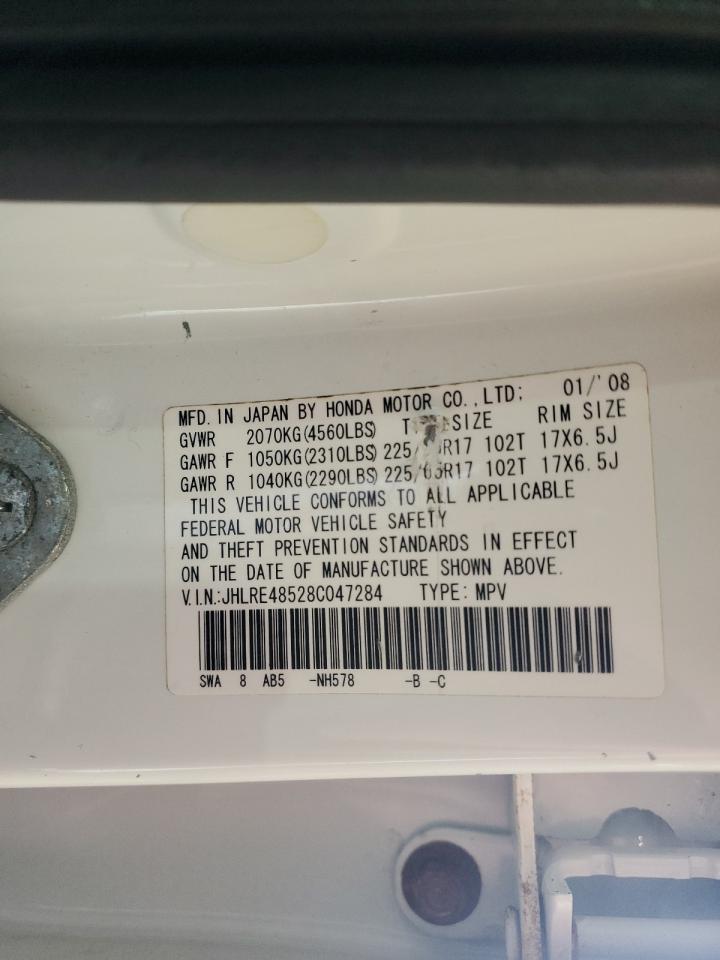 MFD. IN JAPAN BY HONDA MOTOR CO., LTD: 01/'08
GVWR 2070KG(4560LBS) SIZE RIM SIZE
GAWR F 1050KG(2310LBS) 102T 17X6.5J
GAWR R 1040KG(2290LBS) 225/65R17 102T 17X6.5J
THIS VEHICLE CONFORMS TO ALL APPLICABLE
FEDERAL MOTOR VEHICLE SAFETY
AND THEFT PREVENTION STANDARDS IN EFFECT
ON THE DATE OF MANUFACTURE SHOWN ABOVE.
V.I.N.:JHLRE48528C047284 TYPE: MPV
SWA 8 AB5 -NH578 -B -C